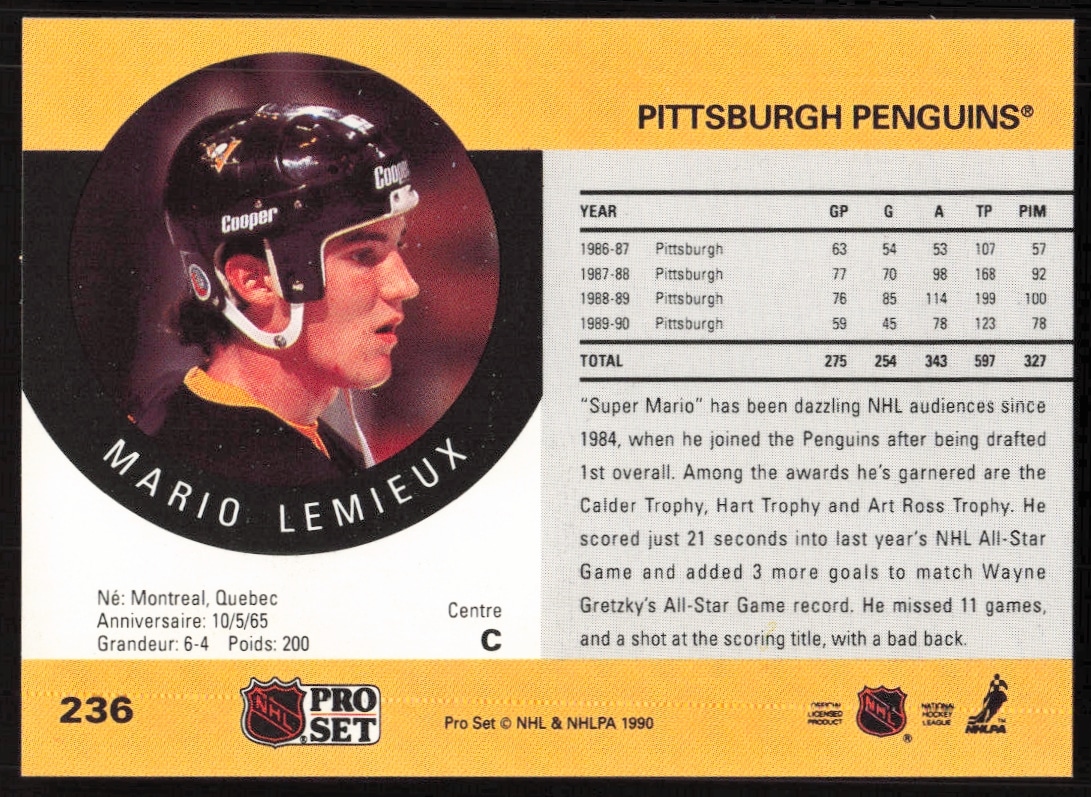 PITTSBURGH PENGUINS®
Cooper
Cooper
MARIO LEMIEUX
Né: Montreal, Quebec
Anniversaire: 10/5/65
Grandeur: 6-4 Poids: 200
Centre
C
YEAR GP G A TP PIM
1986-87 Pittsburgh 63 54 53 107 57
1987-88 Pittsburgh 77 70 98 168 92
1988-89 Pittsburgh 76 85 114 199 100
1989-90 Pittsburgh 59 45 78 123 78
TOTAL 275 254 343 597 327
"Super Mario" has been dazzling NHL audiences since
1984, when he joined the Penguins after being drafted
1st overall. Among the awards he's garnered are the
Calder Trophy, Hart Trophy and Art Ross Trophy. He
scored just 21 seconds into last year's NHL All-Star
Game and added 3 more goals to match Wayne
Gretzky's All-Star Game record. He missed 11 games,
and a shot at the scoring title, with a bad back.
236
NHL
PRO
SET
®
Pro Set © NHL & NHLPA 1990
OFFICIAL
LICENSED
PRODUCT
NHL
®
NATIONAL
HOCKEY
LEAGUE
NHLPA
™